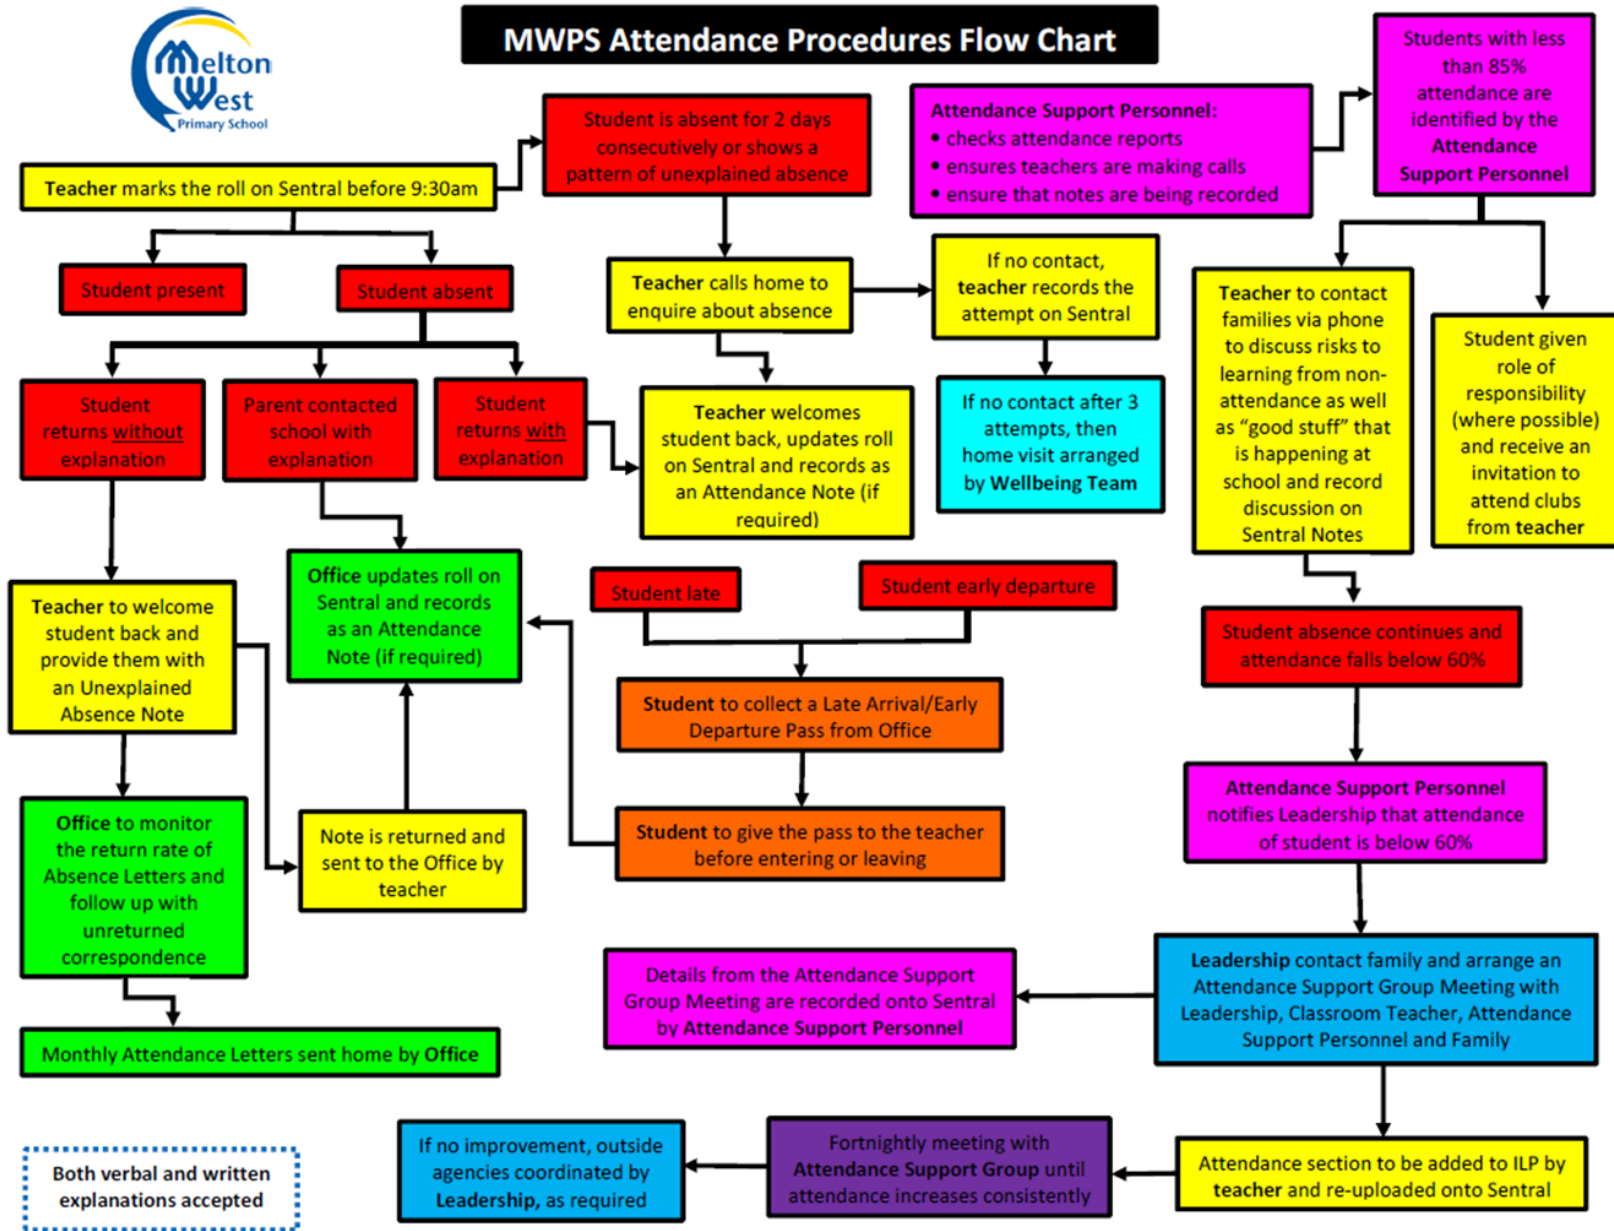 Melton
West
Primary School
MWPS Attendance Procedures Flow Chart
Students with less
than 85%
attendance are
identified by the
Attendance
Support Personnel
Attendance Support Personnel:
• checks attendance reports
• ensures teachers are making calls
• ensure that notes are being recorded
Student is absent for 2 days
consecutively or shows a
pattern of unexplained absence
Teacher marks the roll on Sentral before 9:30am
Student present
Student absent
Teacher calls home to
enquire about absence
If no contact,
teacher records the
attempt on Sentral
Teacher to contact
families via phone
to discuss risks to
learning from non-
attendance as well
as “good stuff” that
is happening at
school and record
discussion on
Sentral Notes
Student given
role of
responsibility
(where possible)
and receive an
invitation to
attend clubs
from teacher
Student
returns without
explanation
Parent contacted
school with
explanation
Student
returns with
explanation
Teacher welcomes
student back, updates roll
on Sentral and records as
an Attendance Note (if
required)
If no contact after 3
attempts, then
home visit arranged
by Wellbeing Team
Office updates roll on
Sentral and records
as an Attendance
Note (if required)
Student late
Student early departure
Teacher to welcome
student back and
provide them with
an Unexplained
Absence Note
Student absence continues and
attendance falls below 60%
Student to collect a Late Arrival/Early
Departure Pass from Office
Attendance Support Personnel
notifies Leadership that attendance
of student is below 60%
Office to monitor
the return rate of
Absence Letters and
follow up with
unreturned
correspondence
Note is returned and
sent to the Office by
teacher
Student to give the pass to the teacher
before entering or leaving
Leadership contact family and arrange an
Attendance Support Group Meeting with
Leadership, Classroom Teacher, Attendance
Support Personnel and Family
Details from the Attendance Support
Group Meeting are recorded onto Sentral
by Attendance Support Personnel
Monthly Attendance Letters sent home by Office
If no improvement, outside
agencies coordinated by
Leadership, as required
Fortnightly meeting with
Attendance Support Group until
attendance increases consistently
Attendance section to be added to ILP by
teacher and re-uploaded onto Sentral
Both verbal and written
explanations accepted